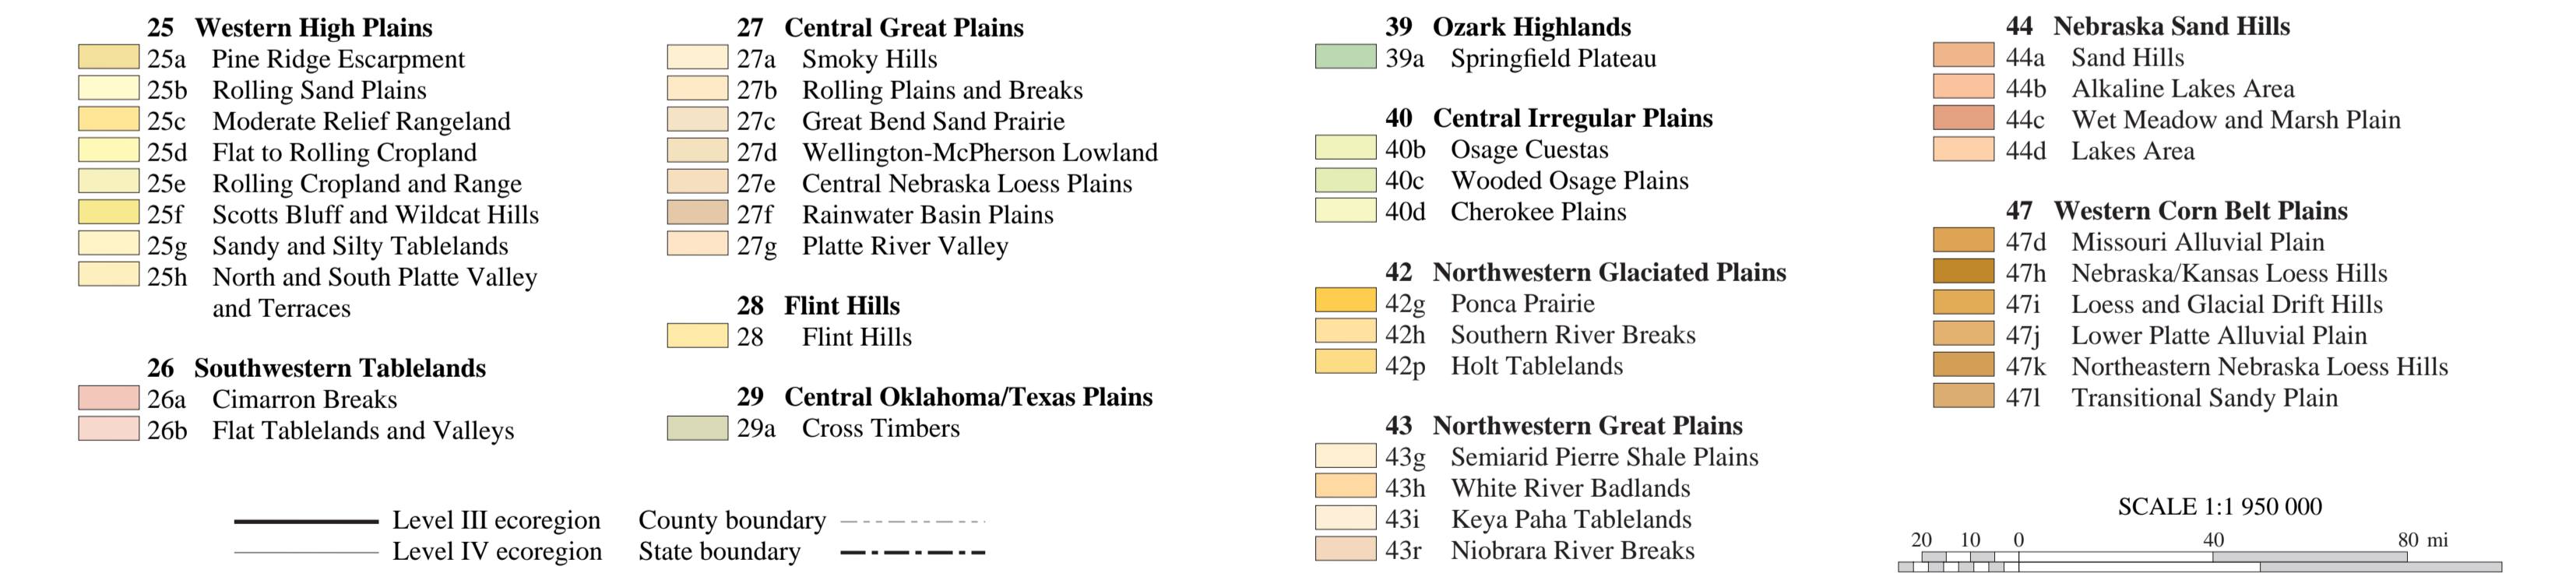 25 Western High Plains
25a Pine Ridge Escarpment
25b Rolling Sand Plains
25c Moderate Relief Rangeland
25d Flat to Rolling Cropland
25e Rolling Cropland and Range
25f Scotts Bluff and Wildcat Hills
25g Sandy and Silty Tablelands
25h North and South Platte Valley
and Terraces
26 Southwestern Tablelands
26a Cimarron Breaks
26b Flat Tablelands and Valleys
27 Central Great Plains
27a Smoky Hills
27b Rolling Plains and Breaks
27c Great Bend Sand Prairie
27d Wellington-McPherson Lowland
27e Central Nebraska Loess Plains
27f Rainwater Basin Plains
27g Platte River Valley
28 Flint Hills
28 Flint Hills
29 Central Oklahoma/Texas Plains
29a Cross Timbers
Level III ecoregion
Level IV ecoregion
County boundary
State boundary
39 Ozark Highlands
39a Springfield Plateau
40 Central Irregular Plains
40b Osage Cuestas
40c Wooded Osage Plains
40d Cherokee Plains
42 Northwestern Glaciated Plains
42g Ponca Prairie
42h Southern River Breaks
42p Holt Tablelands
43 Northwestern Great Plains
43g Semiarid Pierre Shale Plains
43h White River Badlands
43i Keya Paha Tablelands
43r Niobrara River Breaks
44 Nebraska Sand Hills
44a Sand Hills
44b Alkaline Lakes Area
44c Wet Meadow and Marsh Plain
44d Lakes Area
47 Western Corn Belt Plains
47d Missouri Alluvial Plain
47h Nebraska/Kansas Loess Hills
47i Loess and Glacial Drift Hills
47j Lower Platte Alluvial Plain
47k Northeastern Nebraska Loess Hills
47l Transitional Sandy Plain
SCALE 1:1 950 000
20 10 0 40 80 mi